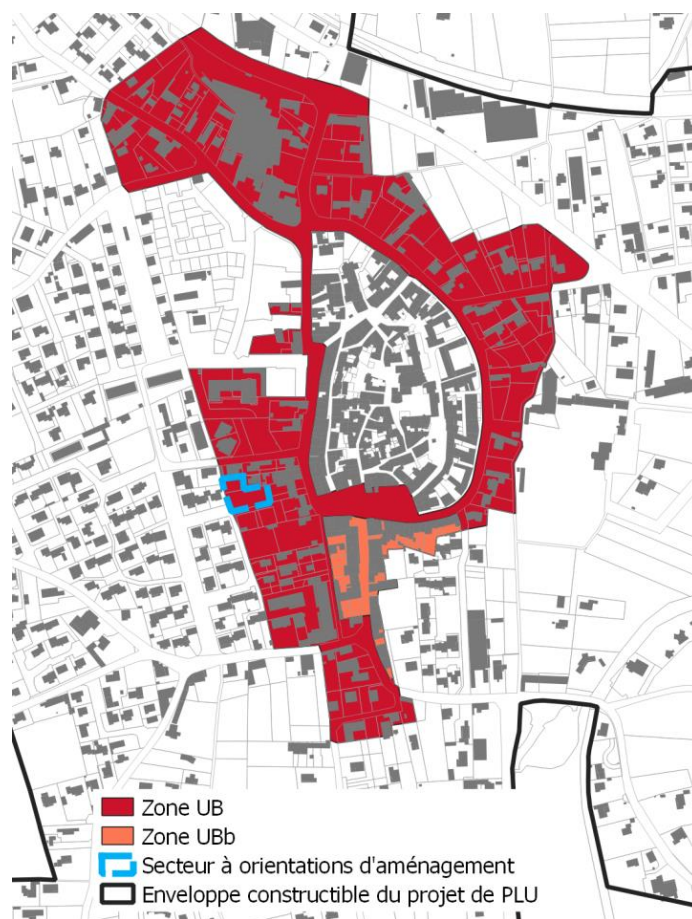 Zone UB
Zone UBb
Secteur à orientations d'aménagement
Enveloppe constructible du projet de PLU